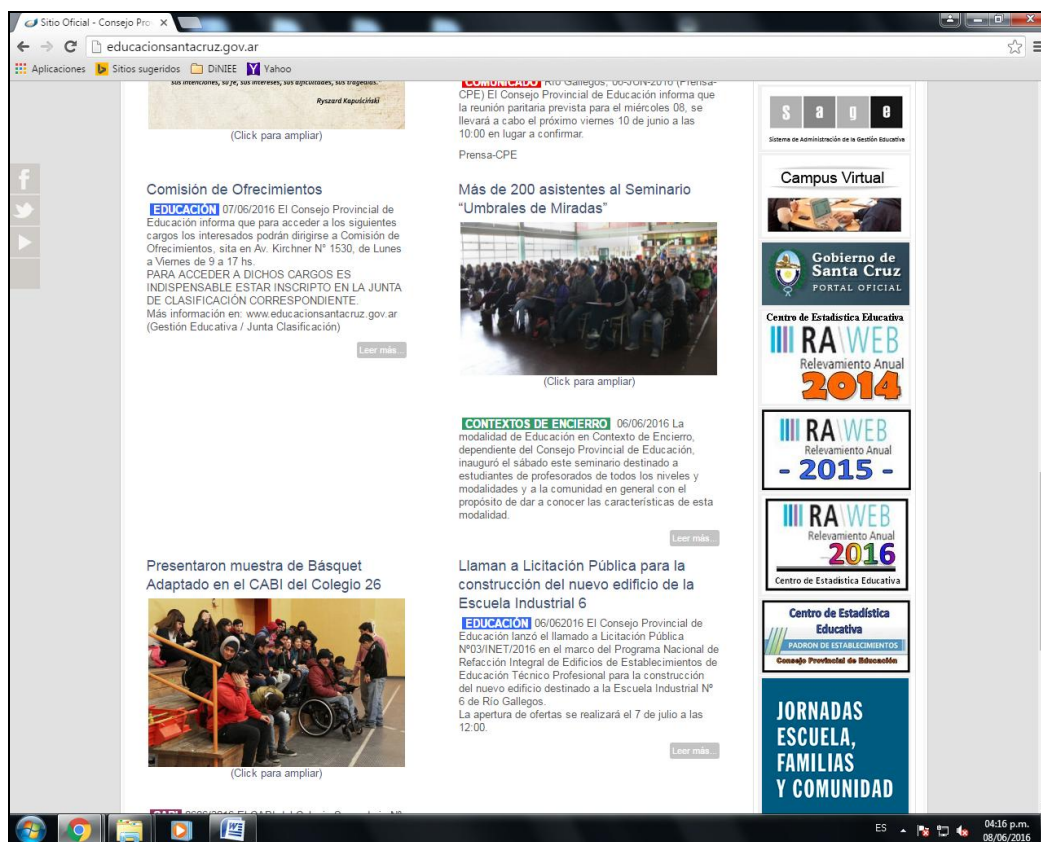 Sitio Oficial - Consejo Pro
educacionsantacruz.gov.ar
Aplicaciones
Sitios sugeridos
DiNIEE
Yahoo
sus intenciones, su fe, sus intereses, sus dificultades, sus tragedias."
Ryszard Kapuściński
(Click para ampliar)
Comisión de Ofrecimientos
EDUCACIÓN 07/06/2016 El Consejo Provincial de
Educación informa que para acceder a los siguientes
cargos los interesados podrán dirigirse a Comisión de
Ofrecimientos, sita en Av. Kirchner N° 1530, de Lunes
a Viernes de 9 a 17 hs.
PARA ACCEDER A DICHOS CARGOS ES
INDISPENSABLE ESTAR INSCRIPTO EN LA JUNTA
DE CLASIFICACIÓN CORRESPONDIENTE.
Más información en: www.educacionsantacruz.gov.ar
(Gestión Educativa / Junta Clasificación)
Leer más...
Presentaron muestra de Básquet
Adaptado en el CABI del Colegio 26
(Click para ampliar)
COMUNICADO Río Gallegos, 06-JUN-2016 (Prensa-
CPE) El Consejo Provincial de Educación informa que
la reunión paritaria prevista para el miércoles 08, se
llevará a cabo el próximo viernes 10 de junio a las
10:00 en lugar a confirmar.
Prensa-CPE
Más de 200 asistentes al Seminario
“Umbrales de Miradas”
(Click para ampliar)
CONTEXTOS DE ENCIERRO 06/06/2016 La
modalidad de Educación en Contexto de Encierro,
dependiente del Consejo Provincial de Educación,
inauguró el sábado este seminario destinado a
estudiantes de profesorados de todos los niveles y
modalidades y a la comunidad en general con el
propósito de dar a conocer las características de esta
modalidad.
Leer más...
Llaman a Licitación Pública para la
construcción del nuevo edificio de la
Escuela Industrial 6
EDUCACIÓN 06/062016 El Consejo Provincial de
Educación lanzó el llamado a Licitación Pública
Nº03/INET/2016 en el marco del Programa Nacional de
Refacción Integral de Edificios de Establecimientos de
Educación Técnico Profesional para la construcción
del nuevo edificio destinado a la Escuela Industrial Nº
6 de Río Gallegos.
La apertura de ofertas se realizará el 7 de julio a las
12:00.
Leer más...
s a g e
Sistema de Administración de la Gestión Educativa
Campus Virtual
Gobierno de
Santa Cruz
PORTAL OFICIAL
Centro de Estadística Educativa
RA\WEB
Relevamiento Anual
2014
RA\WEB
Relevamiento Anual
- 2015 -
RA\WEB
Relevamiento Anual
2016
Centro de Estadística Educativa
Centro de Estadística
Educativa
PADRON DE ESTABLECIMIENTOS
Consejo Provincial de Educación
JORNADAS
ESCUELA,
FAMILIAS
Y COMUNIDAD
ES
04:16 p.m.
08/06/2016